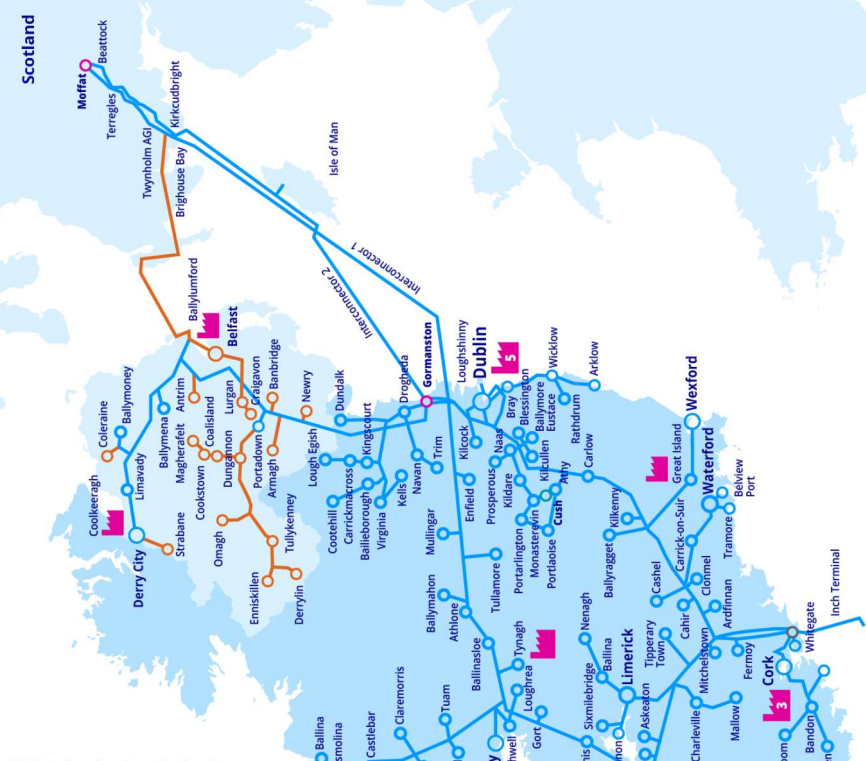 Scotland
Beattock
Moffat
Terregles
Kirkcudbright
Twynholm AGI
Brighouse Bay
Isle of Man
Interconnector 1
Interconnector 2
Ballylumford
Belfast
Coleraine
Ballymoney
Antrim
Ballymena
Magherafelt
Coalisland
Lurgan
Craigavon
Banbridge
Newry
Coolkeeragh
Limavady
Cookstown
Dungannon
Portadown
Armagh
Derry City
Strabane
Omagh
Tullykenney
Enniskillen
Derrylin
Dundalk
Drogheda
Gormanston
Loughshinny
Dublin
5
Lough Egish
Kingscourt
Cootehill
Carrickmacross
Bailieborough
Virginia
Kells
Navan
Trim
Kilcock
Naas
Bray
Blessington
Ballymore
Eustace
Wicklow
Rathdrum
Arklow
Mullingar
Enfield
Prosperous
Kildare
Kilcullen
Athy
Cush
Carlow
Portarlington
Monasterevin
Portlaoise
Tullamore
Ballymahon
Athlone
Ballinasloe
Tynagh
Loughrea
Kilkenny
Ballyragget
Great Island
Wexford
Waterford
Belview
Port
Tramore
Carrick-on-Suir
Cashel
Clonmel
Cahir
Ardfinnan
Nenagh
Ballina
Limerick
Sixmilebridge
Tipperary
Town
Mitchelstown
Fermoy
Cork
3
Whitegate
Inch Terminal
Askeaton
Charleville
Mallow
Bandon
Gort
Tuam
Claremorris
Castlebar
Ballina
smolina
hwell
y
nis
non
oom
en